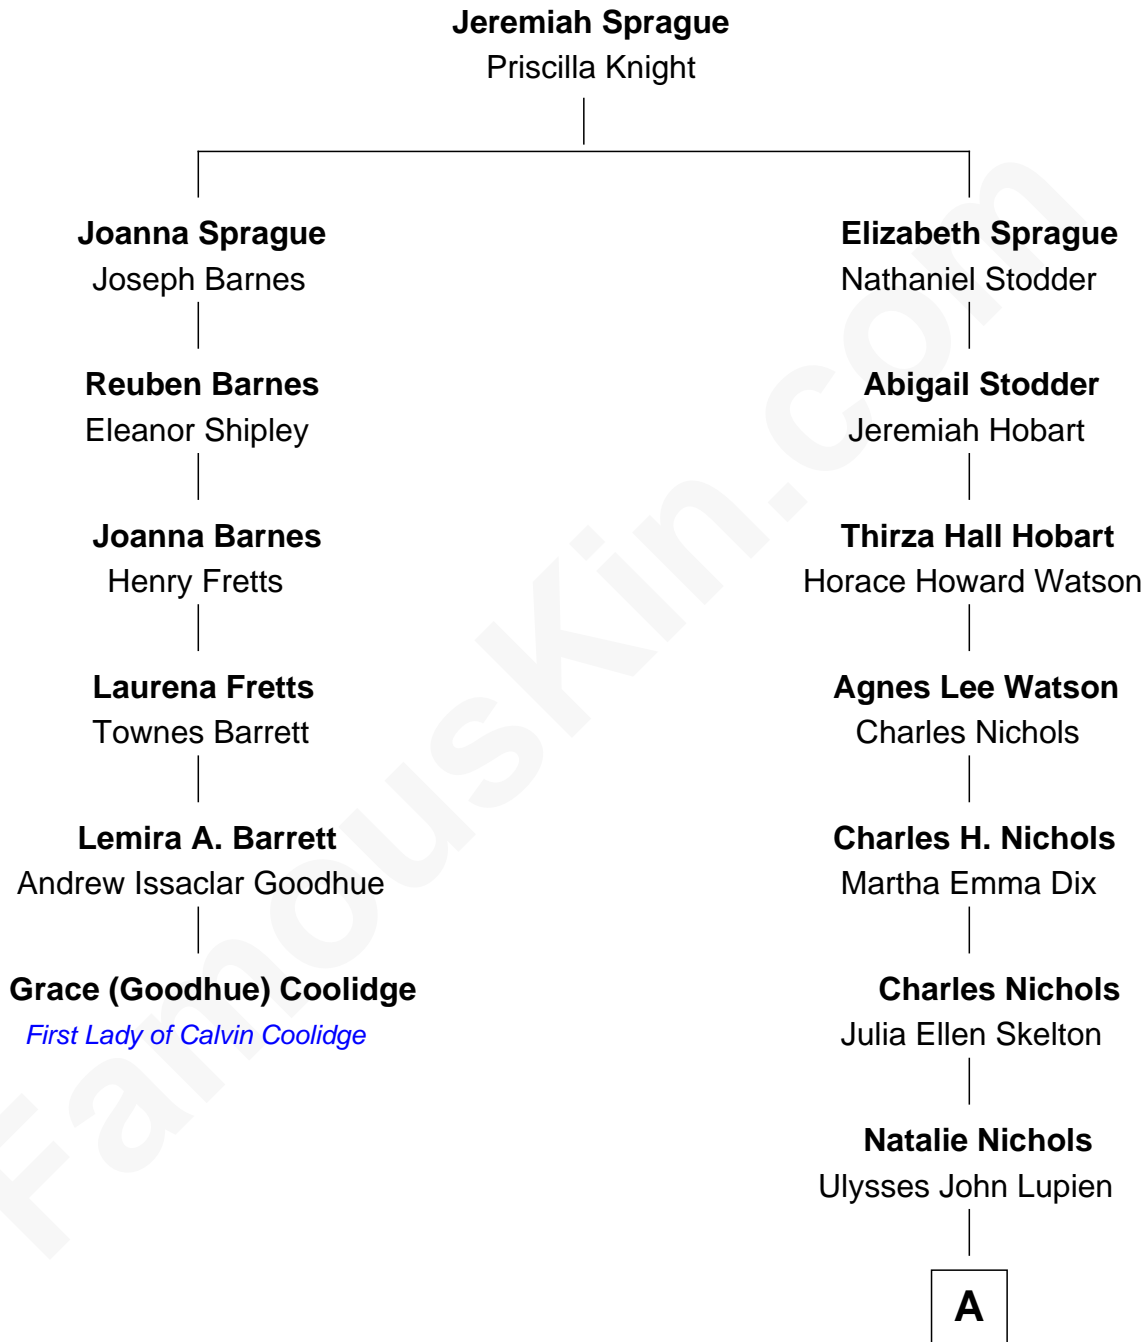 Jeremiah Sprague
Priscilla Knight
Joanna Sprague
Joseph Barnes
Elizabeth Sprague
Nathaniel Stodder
Reuben Barnes
Eleanor Shipley
Abigail Stodder
Jeremiah Hobart
Joanna Barnes
Henry Fretts
Thirza Hall Hobart
Horace Howard Watson
Laurena Fretts
Townes Barrett
Agnes Lee Watson
Charles Nichols
Lemira A. Barrett
Andrew Issaclar Goodhue
Charles H. Nichols
Martha Emma Dix
Grace (Goodhue) Coolidge
First Lady of Calvin Coolidge
Charles Nichols
Julia Ellen Skelton
Natalie Nichols
Ulysses John Lupien
A
FamousKin.com